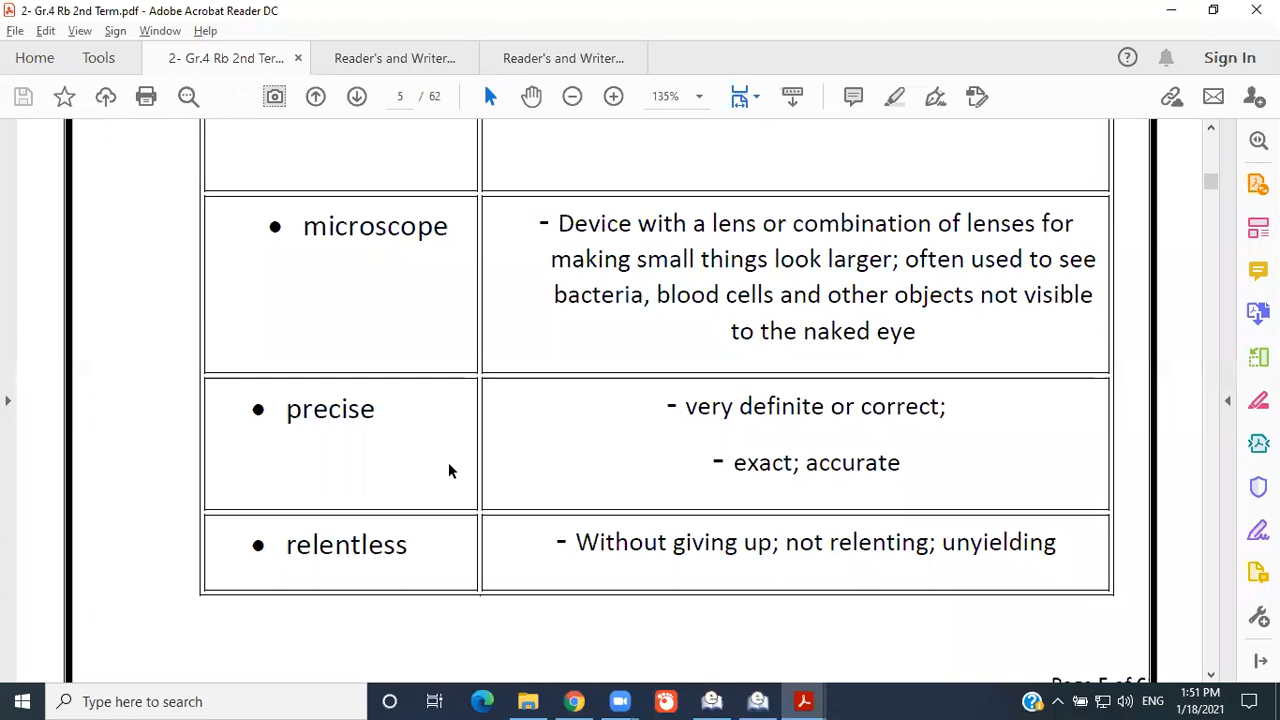 2- Gr.4 Rb 2nd Term.pdf - Adobe Acrobat Reader DC
File Edit View Sign Window Help
Home Tools 2- Gr.4 Rb 2nd Ter... × Reader's and Writer... Reader's and Writer... Sign In
5 / 62 135%
• microscope
- Device with a lens or combination of lenses for
making small things look larger; often used to see
bacteria, blood cells and other objects not visible
to the naked eye
• precise
- very definite or correct;
- exact; accurate
• relentless
- Without giving up; not relenting; unyielding
Type here to search
ENG
1:51 PM
1/18/2021